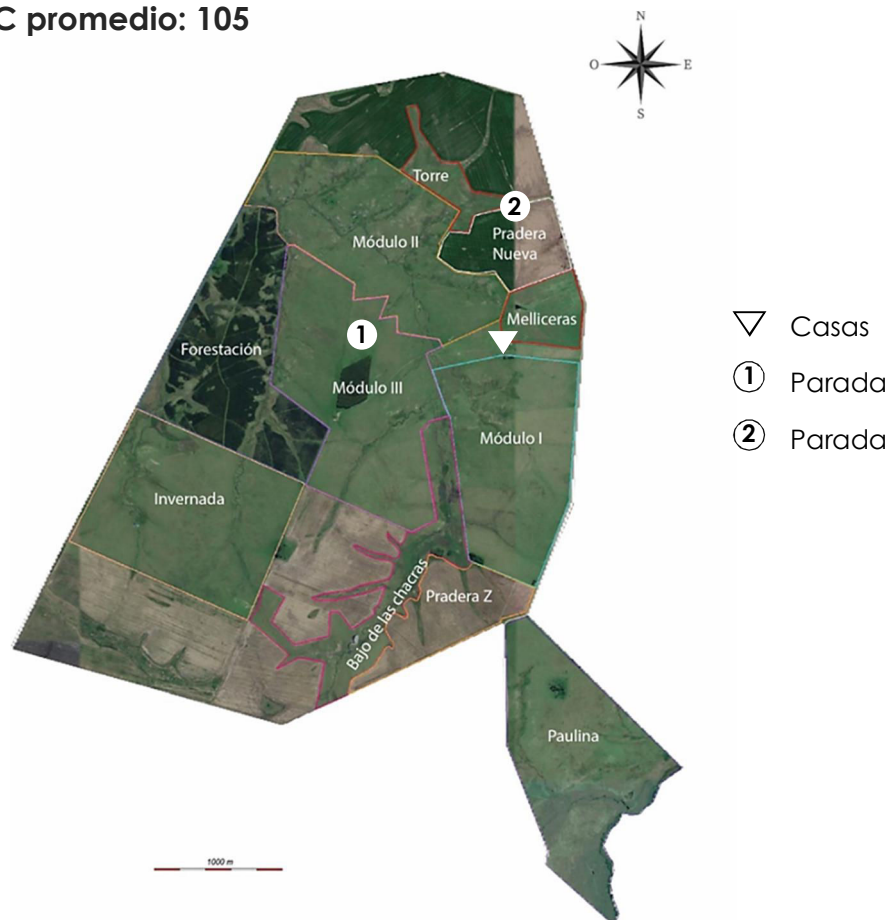 C promedio: 105
N
O
E
S
Torre
2
Pradera
Nueva
Módulo II
Melliceras
1
Forestación
Módulo III
Módulo I
Invernada
Bajo de las chacras
Pradera Z
Paulina
1000 m
Casas
1 Parada
2 Parada